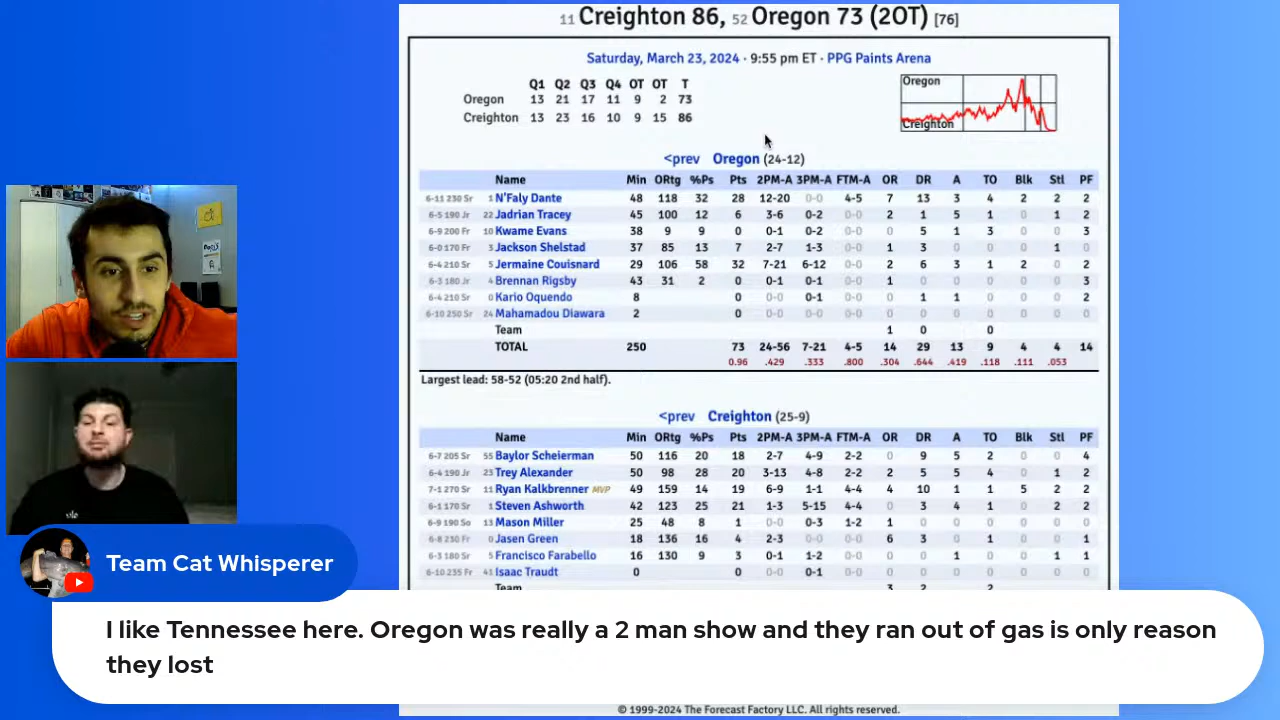 11 Creighton 86, 52 Oregon 73 (2OT) [76]
Saturday, March 23, 2024 · 9:55 pm ET · PPG Paints Arena
Q1 Q2 Q3 Q4 OT OT T
Oregon 13 21 17 11 9 2 73
Creighton 13 23 16 10 9 15 86
Oregon
Creighton
<prev Oregon (24-12)
Name Min ORtg %Ps Pts 2PM-A 3PM-A FTM-A OR DR A TO Blk Stl PF
6-11 230 Sr 1 N'Faly Dante 48 118 32 28 12-20 0-0 4-5 7 13 3 4 2 2 2
6-5 190 Jr 22 Jadrian Tracey 45 100 12 6 3-6 0-2 0-0 2 1 5 1 0 1 2
6-9 200 Fr 10 Kwame Evans 38 9 9 0 0-1 0-2 0-0 0 5 1 3 0 0 3
6-0 170 Fr 3 Jackson Shelstad 37 85 13 7 2-7 1-3 0-0 1 3 0 0 0 1 0
6-4 210 Sr 5 Jermaine Couisnard 29 106 58 32 7-21 6-12 0-0 2 6 3 1 2 0 2
6-3 180 Jr 4 Brennan Rigsby 43 31 2 0 0-1 0-1 0-0 1 0 0 0 0 0 3
6-4 210 Sr 0 Kario Oquendo 8 0 0-0 0-1 0-0 0 1 1 0 0 0 2
6-10 250 Sr 24 Mahamadou Diawara 2 0 0-0 0-0 0-0 0 0 0 0 0 0 0
Team 1 0 0
TOTAL 250 73 24-56 7-21 4-5 14 29 13 9 4 4 14
0.96 .429 .333 .800 .304 .644 .419 .118 .111 .053
Largest lead: 58-52 (05:20 2nd half).
<prev Creighton (25-9)
Name Min ORtg %Ps Pts 2PM-A 3PM-A FTM-A OR DR A TO Blk Stl PF
6-7 205 Sr 55 Baylor Scheierman 50 116 20 18 2-7 4-9 2-2 0 9 5 2 0 0 4
6-4 190 Jr 23 Trey Alexander 50 98 28 20 3-13 4-8 2-2 2 5 5 4 0 2 2
7-1 270 Sr 11 Ryan Kalkbrenner MVP 49 159 14 19 6-9 1-1 4-4 4 10 1 1 5 2 2
6-1 170 Sr 1 Steven Ashworth 42 123 25 21 1-3 5-15 4-4 0 3 4 1 0 2 2
6-9 190 So 13 Mason Miller 25 48 8 1 0-0 0-3 1-2 1 0 0 0 0 0 0
6-8 230 Fr 0 Jasen Green 18 136 16 4 2-3 0-0 0-0 6 3 0 1 0 0 1
6-3 180 Sr 5 Francisco Farabello 16 130 9 3 0-1 1-2 0-0 0 0 1 0 0 1 1
6-10 235 Fr 41 Isaac Traudt 0 0 0-0 0-1 0-0 0 0 0 0 0 0 0
Team 3 2 2
Team Cat Whisperer
I like Tennessee here. Oregon was really a 2 man show and they ran out of gas is only reason
they lost
© 1999-2024 The Forecast Factory LLC. All rights reserved.